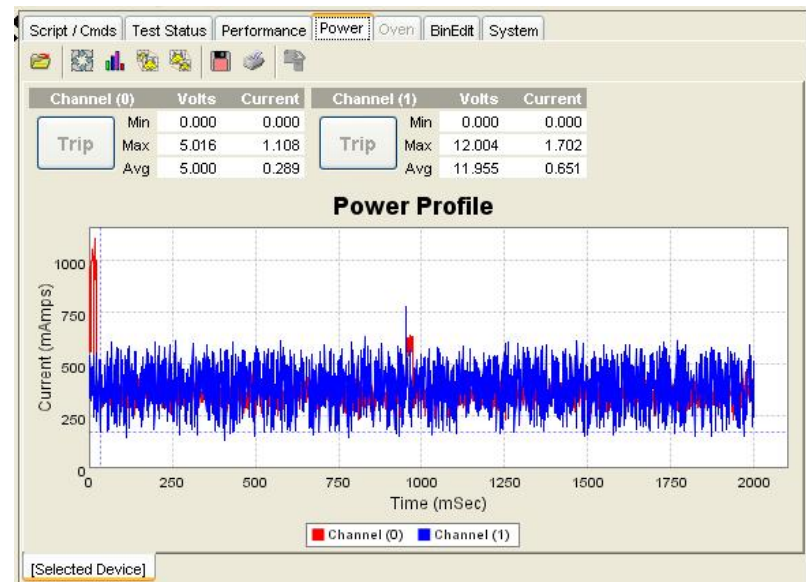 Script / Cmds Test Status Performance Power Oven BinEdit System
Channel (0) Volts Current Channel (1) Volts Current
Trip Min 0.000 0.000 Trip Min 0.000 0.000
Max 5.016 1.108 Max 12.004 1.702
Avg 5.000 0.289 Avg 11.955 0.651
Power Profile
Current (mAmps)
1000
750
500
250
0
0 250 500 750 1000 1250 1500 1750 2000
Time (mSec)
Channel (0) Channel (1)
[Selected Device]